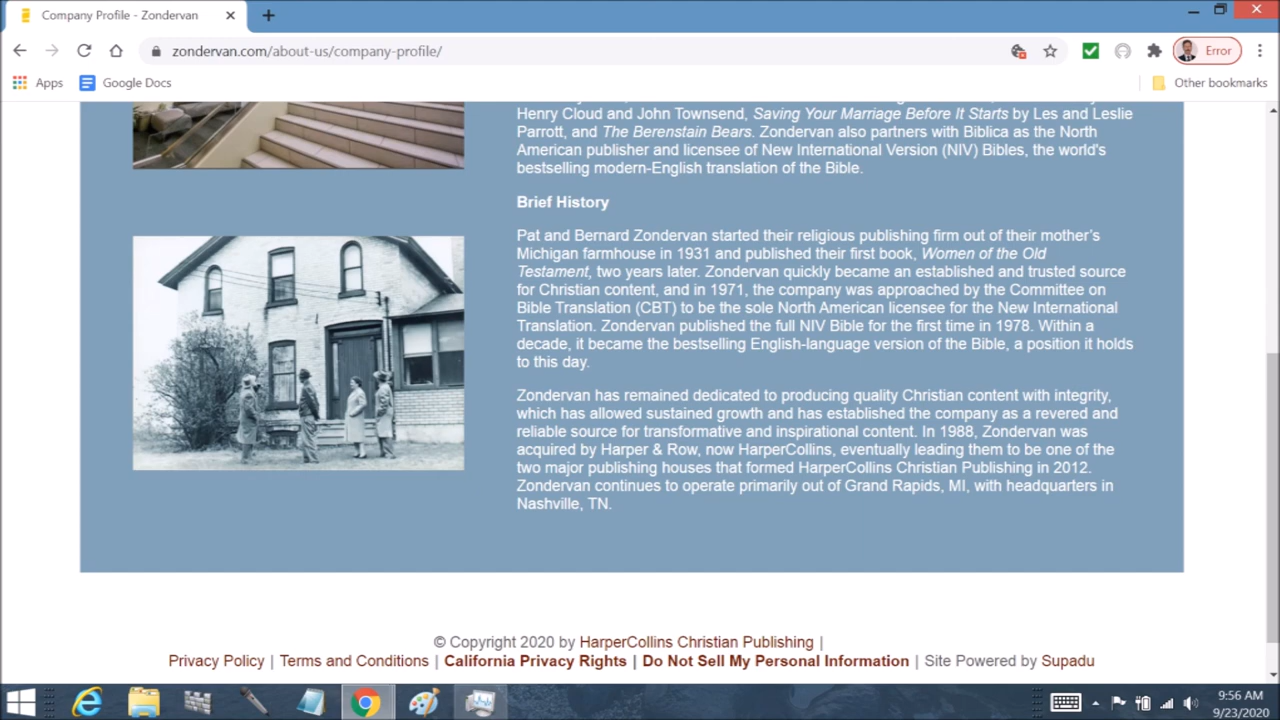 Company Profile - Zondervan
zondervan.com/about-us/company-profile/
Error
Apps
Google Docs
Other bookmarks
Henry Cloud and John Townsend, Saving Your Marriage Before It Starts by Les and Leslie
Parrott, and The Berenstain Bears. Zondervan also partners with Biblica as the North
American publisher and licensee of New International Version (NIV) Bibles, the world's
bestselling modern-English translation of the Bible.
Brief History
Pat and Bernard Zondervan started their religious publishing firm out of their mother's
Michigan farmhouse in 1931 and published their first book, Women of the Old
Testament, two years later. Zondervan quickly became an established and trusted source
for Christian content, and in 1971, the company was approached by the Committee on
Bible Translation (CBT) to be the sole North American licensee for the New International
Translation. Zondervan published the full NIV Bible for the first time in 1978. Within a
decade, it became the bestselling English-language version of the Bible, a position it holds
to this day.
Zondervan has remained dedicated to producing quality Christian content with integrity,
which has allowed sustained growth and has established the company as a revered and
reliable source for transformative and inspirational content. In 1988, Zondervan was
acquired by Harper & Row, now HarperCollins, eventually leading them to be one of the
two major publishing houses that formed HarperCollins Christian Publishing in 2012.
Zondervan continues to operate primarily out of Grand Rapids, MI, with headquarters in
Nashville, TN.
© Copyright 2020 by HarperCollins Christian Publishing |
Privacy Policy | Terms and Conditions | California Privacy Rights | Do Not Sell My Personal Information | Site Powered by Supadu
9:56 AM
9/23/2020